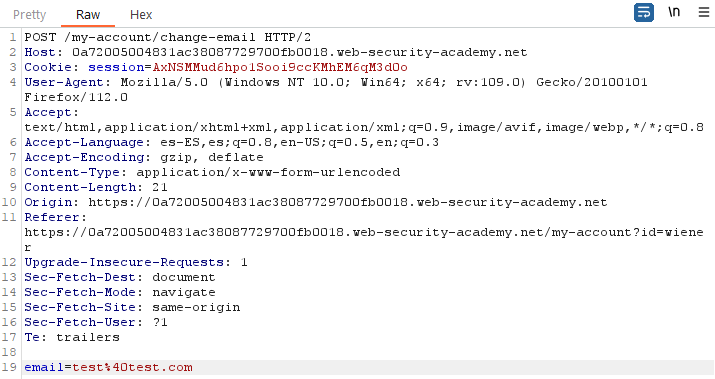 Pretty Raw Hex \n
1 POST /my-account/change-email HTTP/2
2 Host: 0a72005004831ac38087729700fb0018.web-security-academy.net
3 Cookie: session=AxNSMMud6hpo1Sooi9ccKMhEM6qM3dOo
4 User-Agent: Mozilla/5.0 (Windows NT 10.0; Win64; x64; rv:109.0) Gecko/20100101
Firefox/112.0
5 Accept:
text/html,application/xhtml+xml,application/xml;q=0.9,image/avif,image/webp,*/*;q=0.8
6 Accept-Language: es-ES,es;q=0.8,en-US;q=0.5,en;q=0.3
7 Accept-Encoding: gzip, deflate
8 Content-Type: application/x-www-form-urlencoded
9 Content-Length: 21
10 Origin: https://0a72005004831ac38087729700fb0018.web-security-academy.net
11 Referer:
https://0a72005004831ac38087729700fb0018.web-security-academy.net/my-account?id=wiene
r
12 Upgrade-Insecure-Requests: 1
13 Sec-Fetch-Dest: document
14 Sec-Fetch-Mode: navigate
15 Sec-Fetch-Site: same-origin
16 Sec-Fetch-User: ?1
17 Te: trailers
18
19 email=test%40test.com